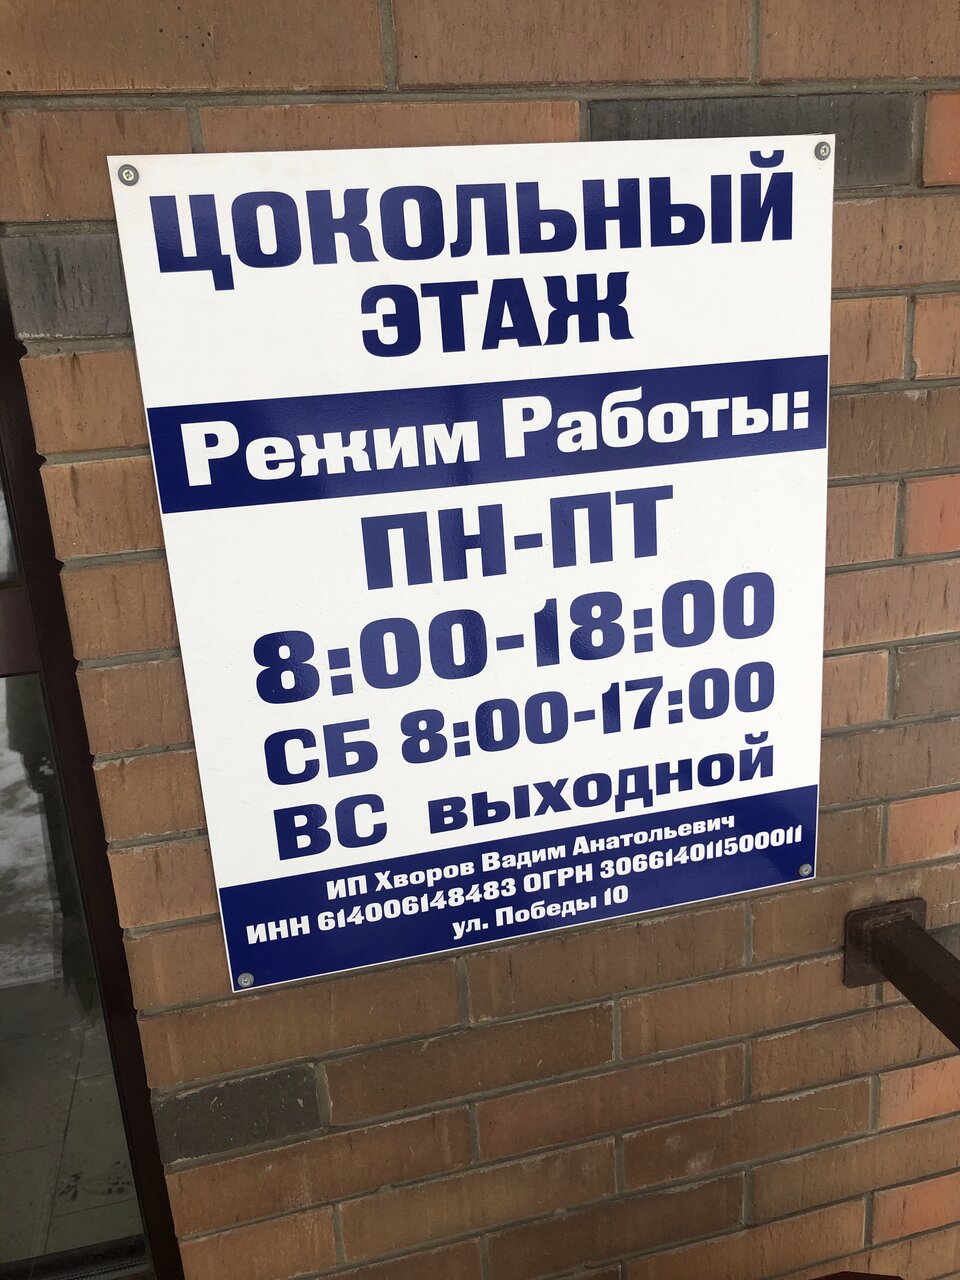 ЦОКОЛЬНЫЙ
ЭТАЖ
Режим Работы:
ПН-ПТ
8:00-18:00
СБ 8:00-17:00
ВС выходной
ИП Хворов Вадим Анатольевич
ИНН 614006148483 ОГРН 306614011500011
ул. Победы 10